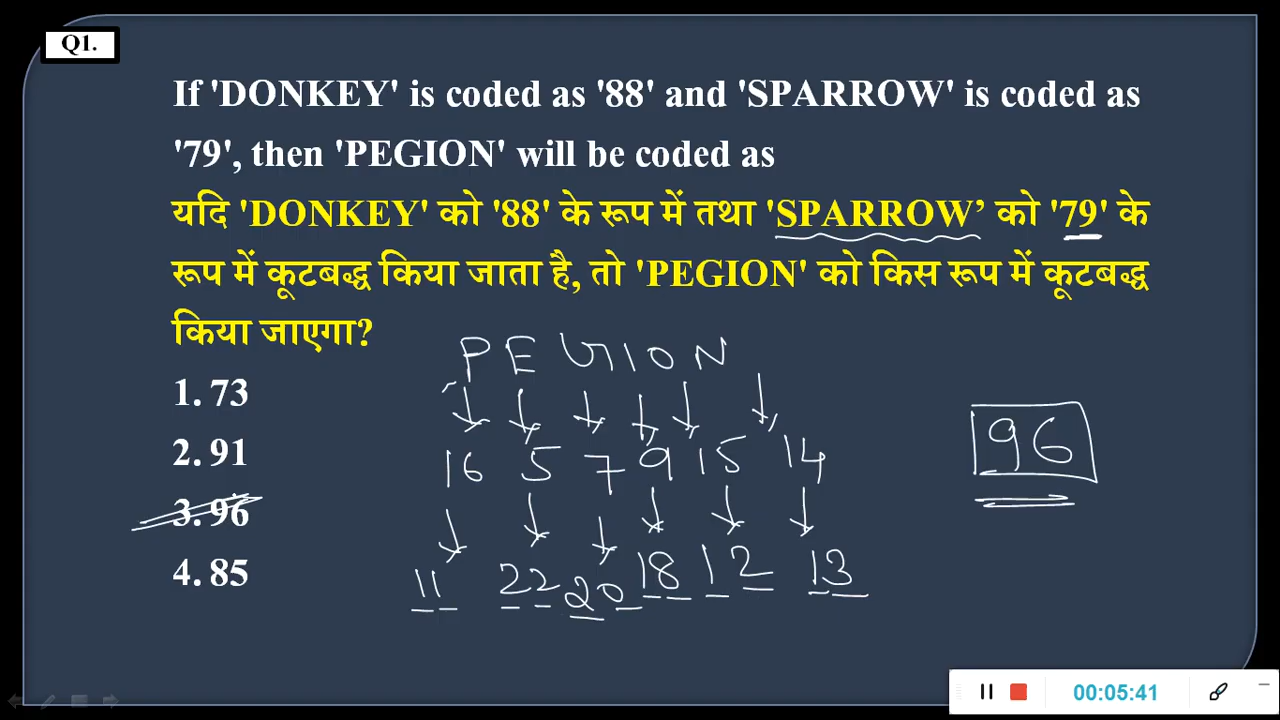 Q1.
If 'DONKEY' is coded as '88' and 'SPARROW' is coded as
'79', then 'PEGION' will be coded as
यदि 'DONKEY' को '88' के रूप में तथा 'SPARROW’ को '79' के
रूप में कूटबद्ध किया जाता है, तो 'PEGION' को किस रूप में कूटबद्ध
किया जाएगा?
PEGION
1. 73
96
2. 91
16 5 7 9 15 14
3. 96
4. 85
11 22 20 18 12 13
00:05:41